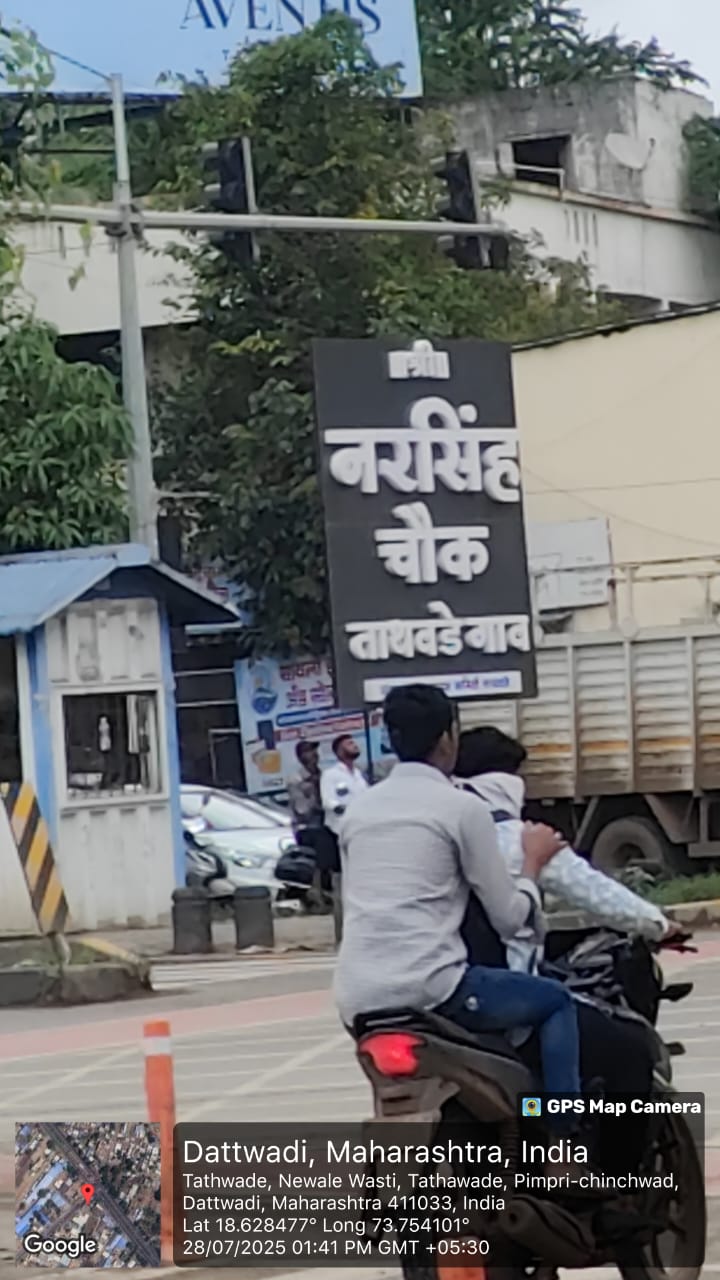 AVENTIS
॥श्री॥
नरसिंह
चौक
ताथवडे गाव
GPS Map Camera
Dattwadi, Maharashtra, India
Tathwade, Newale Wasti, Tathawade, Pimpri-chinchwad,
Dattwadi, Maharashtra 411033, India
Lat 18.628477° Long 73.754101°
28/07/2025 01:41 PM GMT +05:30
Google